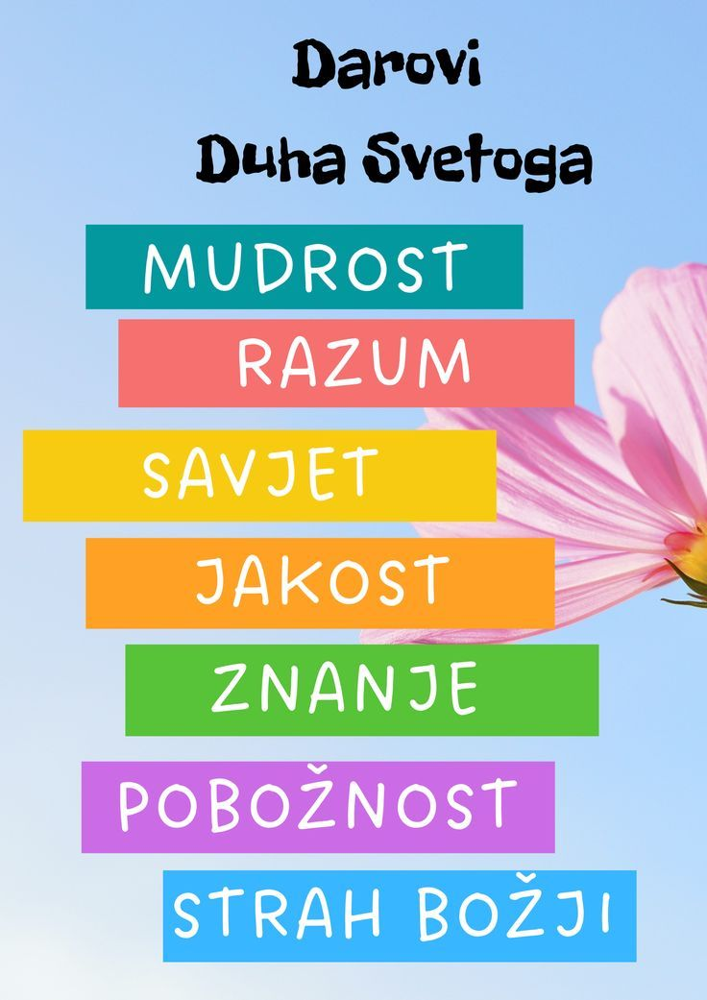 Darovi
Duha Svetoga
MUDROST
RAZUM
SAVJET
JAKOST
ZNANJE
POBOŽNOST
STRAH BOŽJI